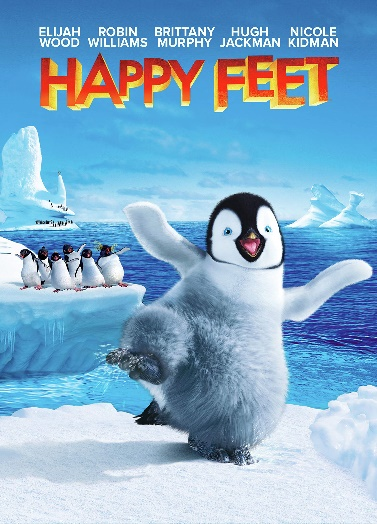 ELIJAH ROBIN BRITTANY HUGH NICOLE
WOOD WILLIAMS MURPHY JACKMAN KIDMAN
HAPPY FEET